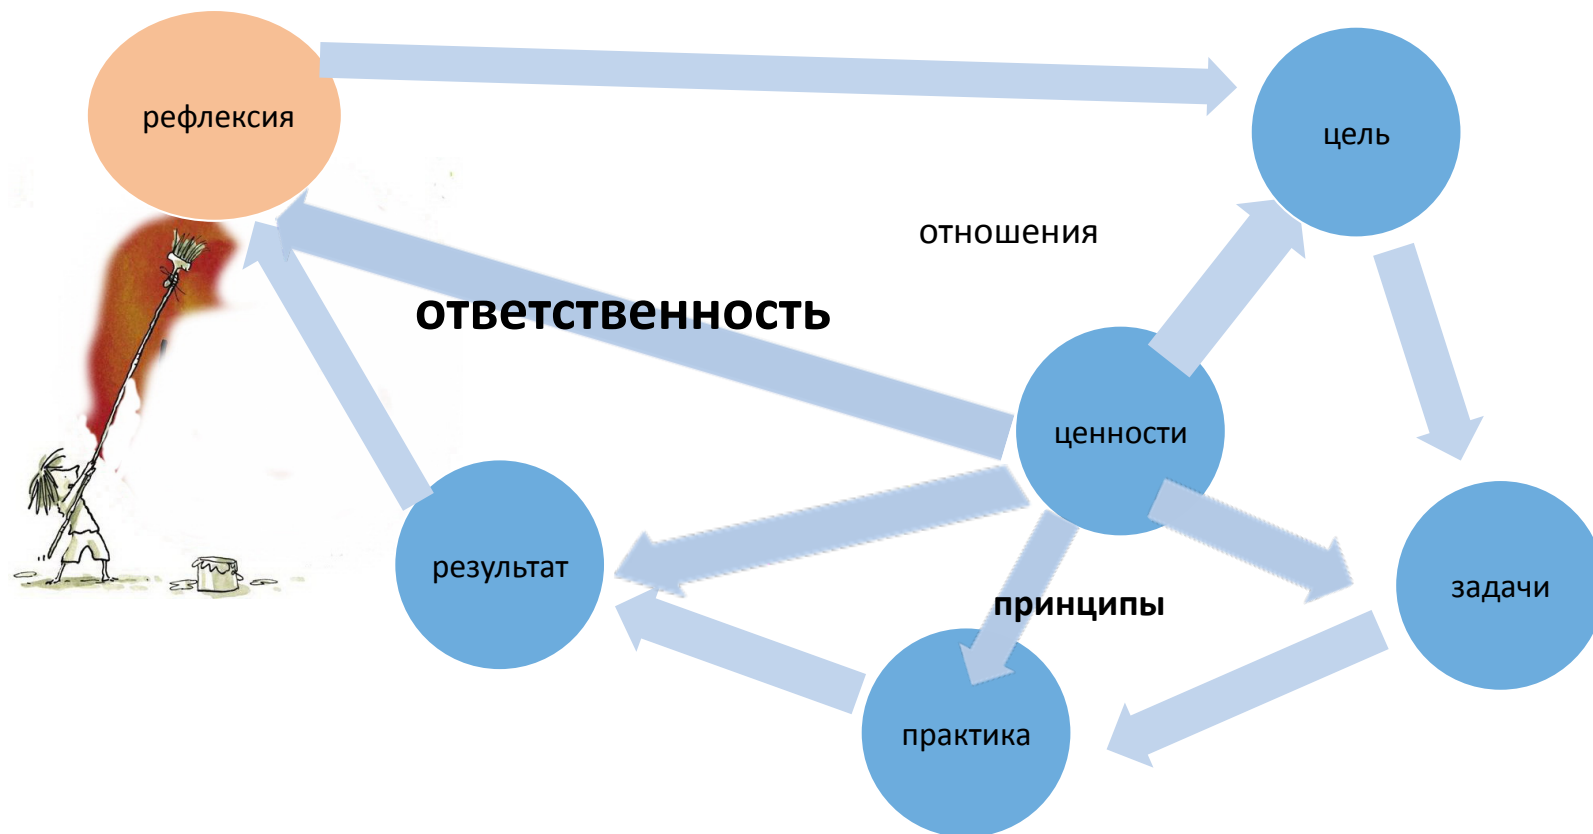 рефлексия
цель
отношения
ответственность
ценности
результат
задачи
принципы
практика